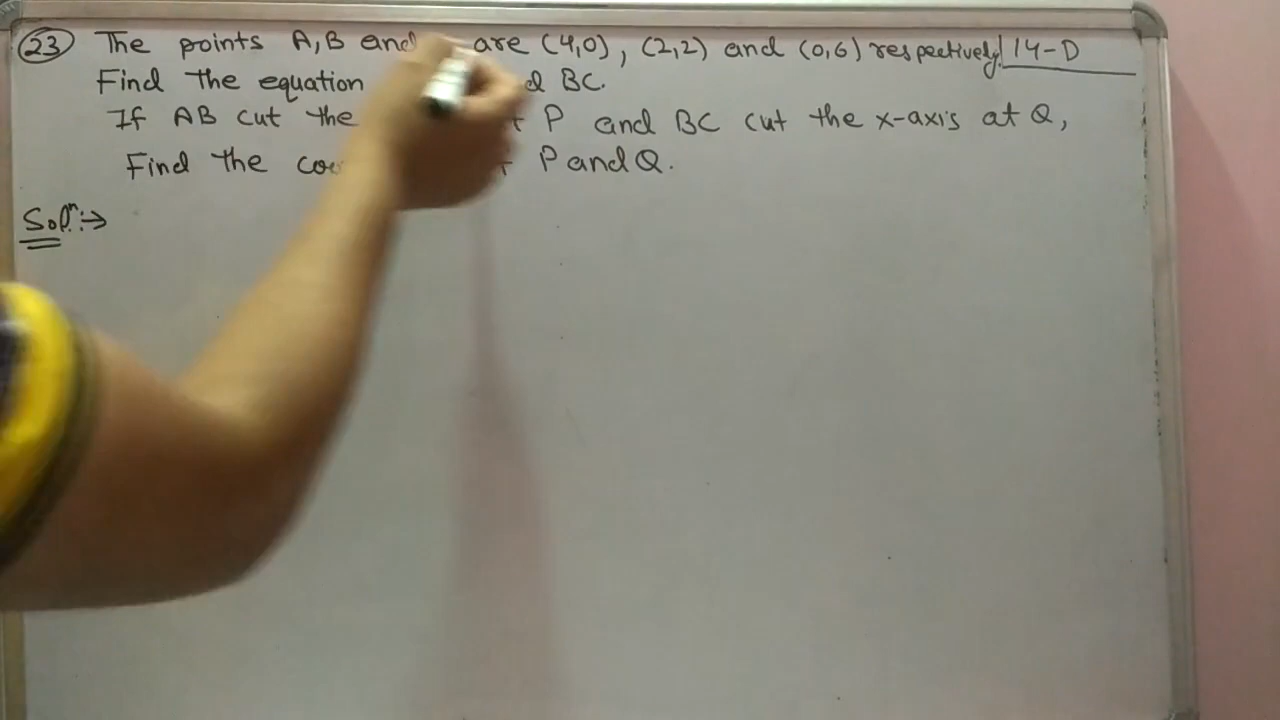 23 The points A, B and are (4,0), (2,2) and (0,6) respectively. 14-D
Find the equation BC.
If AB cut the P and BC cut the x-axis at Q,
Find the P and Q.
Solⁿ:→